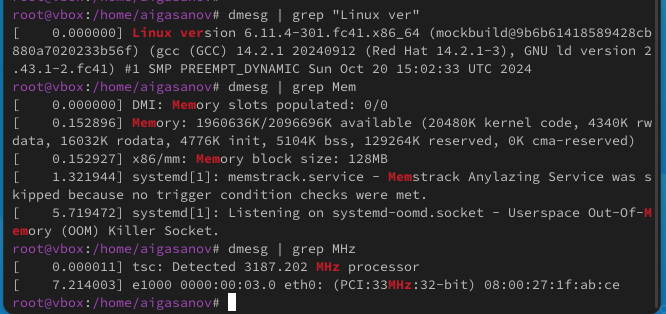 root@vbox:/home/aigasanov# dmesg | grep "Linux ver"
[    0.000000] Linux version 6.11.4-301.fc41.x86_64 (mockbuild@9b6b61418589428cb
880a7020233b56f) (gcc (GCC) 14.2.1 20240912 (Red Hat 14.2.1-3), GNU ld version 2
.43.1-2.fc41) #1 SMP PREEMPT_DYNAMIC Sun Oct 20 15:02:33 UTC 2024
root@vbox:/home/aigasanov# dmesg | grep Mem
[    0.000000] DMI: Memory slots populated: 0/0
[    0.152896] Memory: 1960636K/2096696K available (20480K kernel code, 4340K rw
data, 16032K rodata, 4776K init, 5104K bss, 129264K reserved, 0K cma-reserved)
[    0.152927] x86/mm: Memory block size: 128MB
[    1.321944] systemd[1]: memstrack.service - Memstrack Anylazing Service was s
kipped because no trigger condition checks were met.
[    5.719472] systemd[1]: Listening on systemd-oomd.socket - Userspace Out-Of-M
emory (OOM) Killer Socket.
root@vbox:/home/aigasanov# dmesg | grep MHz
[    0.000011] tsc: Detected 3187.202 MHz processor
[    7.214003] e1000 0000:00:03.0 eth0: (PCI:33MHz:32-bit) 08:00:27:1f:ab:ce
root@vbox:/home/aigasanov#